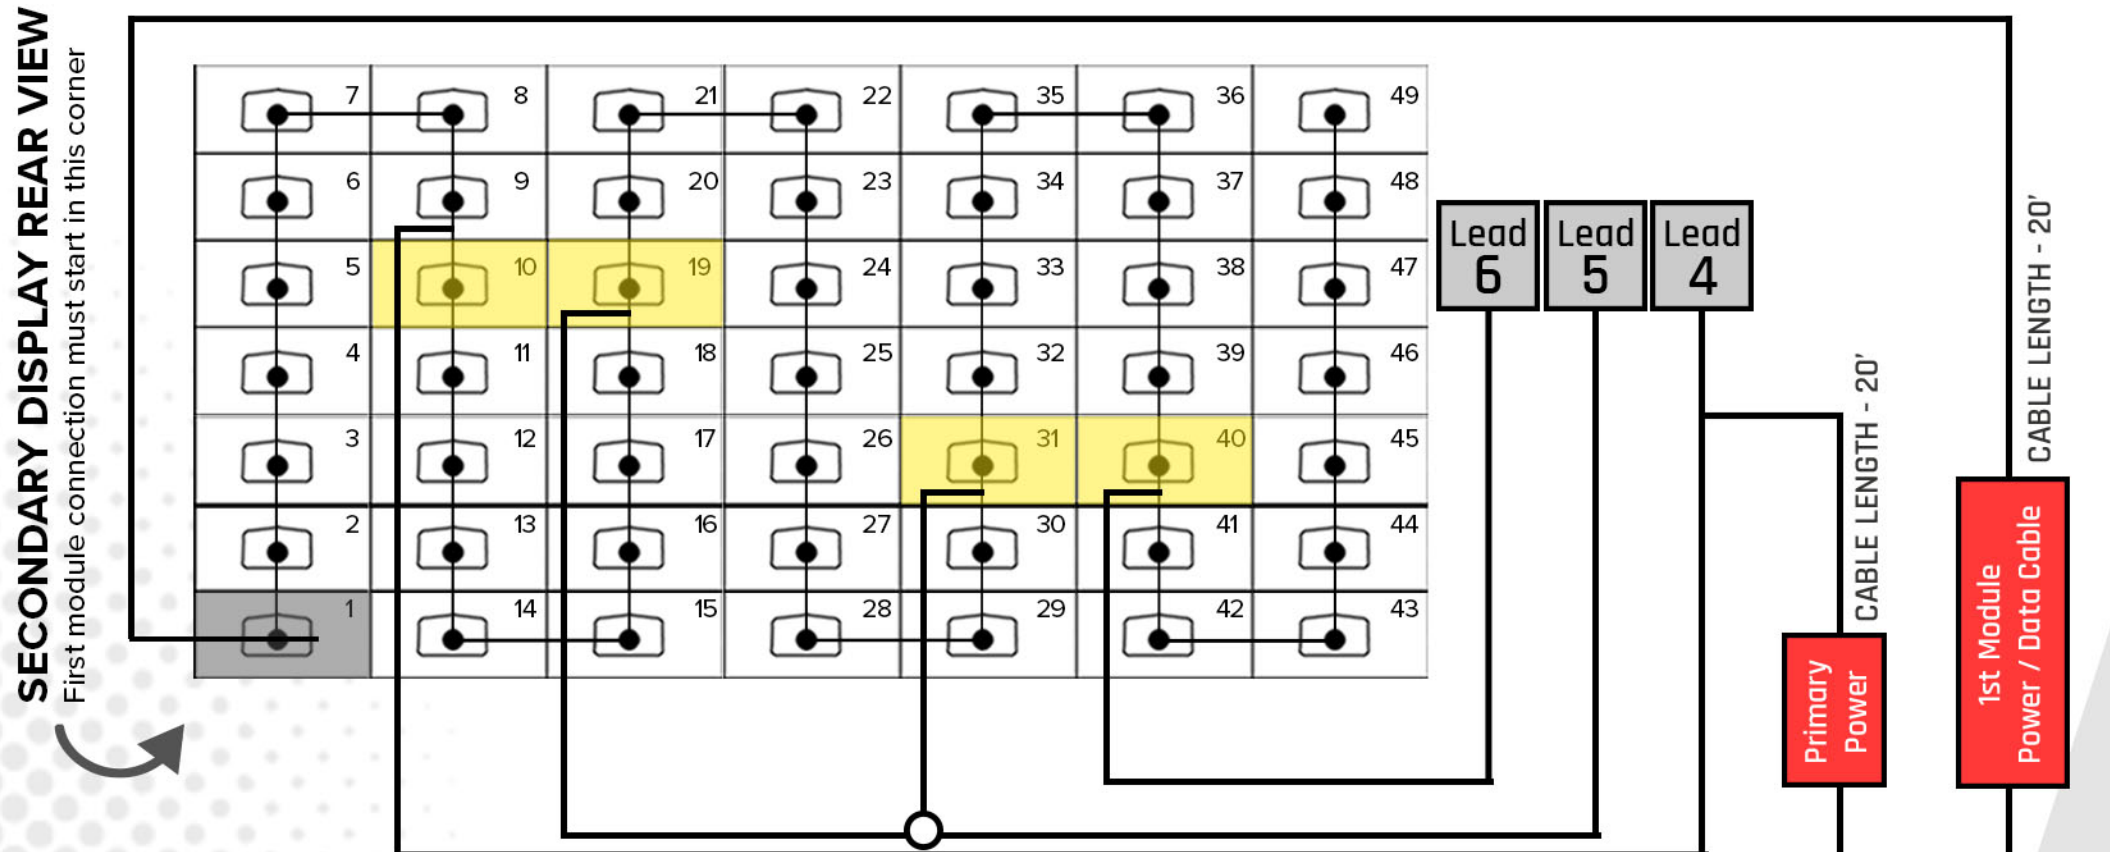 SECONDARY DISPLAY REAR VIEW
First module connection must start in this corner
7 8 21 22 35 36 49
6 9 20 23 34 37 48
5 10 19 24 33 38 47
4 11 18 25 32 39 46
3 12 17 26 31 40 45
2 13 16 27 30 41 44
1 14 15 28 29 42 43
Lead
6
Lead
5
Lead
4
CABLE LENGTH - 20'
Primary
Power
CABLE LENGTH - 20'
1st Module
Power / Data Cable